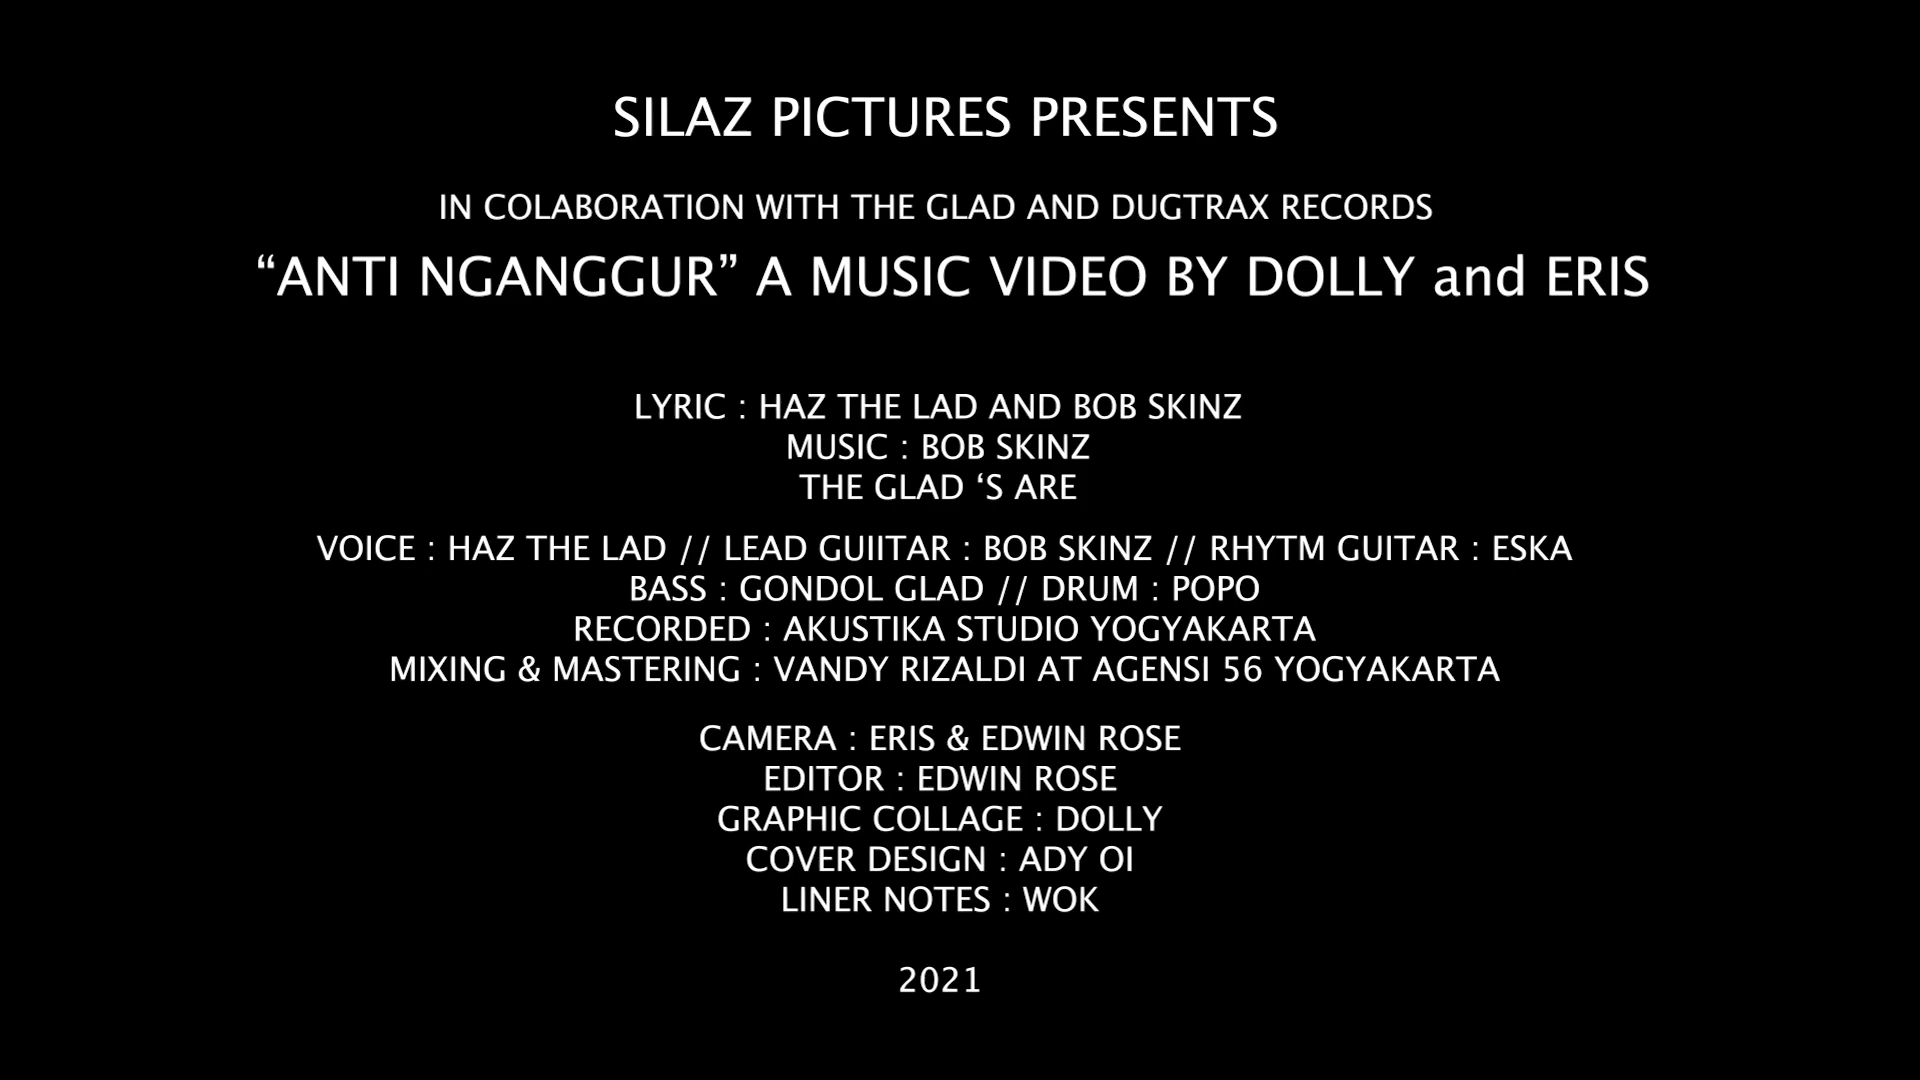 SILAZ PICTURES PRESENTS
IN COLABORATION WITH THE GLAD AND DUGTRAX RECORDS
“ANTI NGANGGUR” A MUSIC VIDEO BY DOLLY and ERIS
LYRIC : HAZ THE LAD AND BOB SKINZ
MUSIC : BOB SKINZ
THE GLAD ‘S ARE
VOICE : HAZ THE LAD // LEAD GUIITAR : BOB SKINZ // RHYTM GUITAR : ESKA
BASS : GONDOL GLAD // DRUM : POPO
RECORDED : AKUSTIKA STUDIO YOGYAKARTA
MIXING & MASTERING : VANDY RIZALDI AT AGENSI 56 YOGYAKARTA
CAMERA : ERIS & EDWIN ROSE
EDITOR : EDWIN ROSE
GRAPHIC COLLAGE : DOLLY
COVER DESIGN : ADY OI
LINER NOTES : WOK
2021